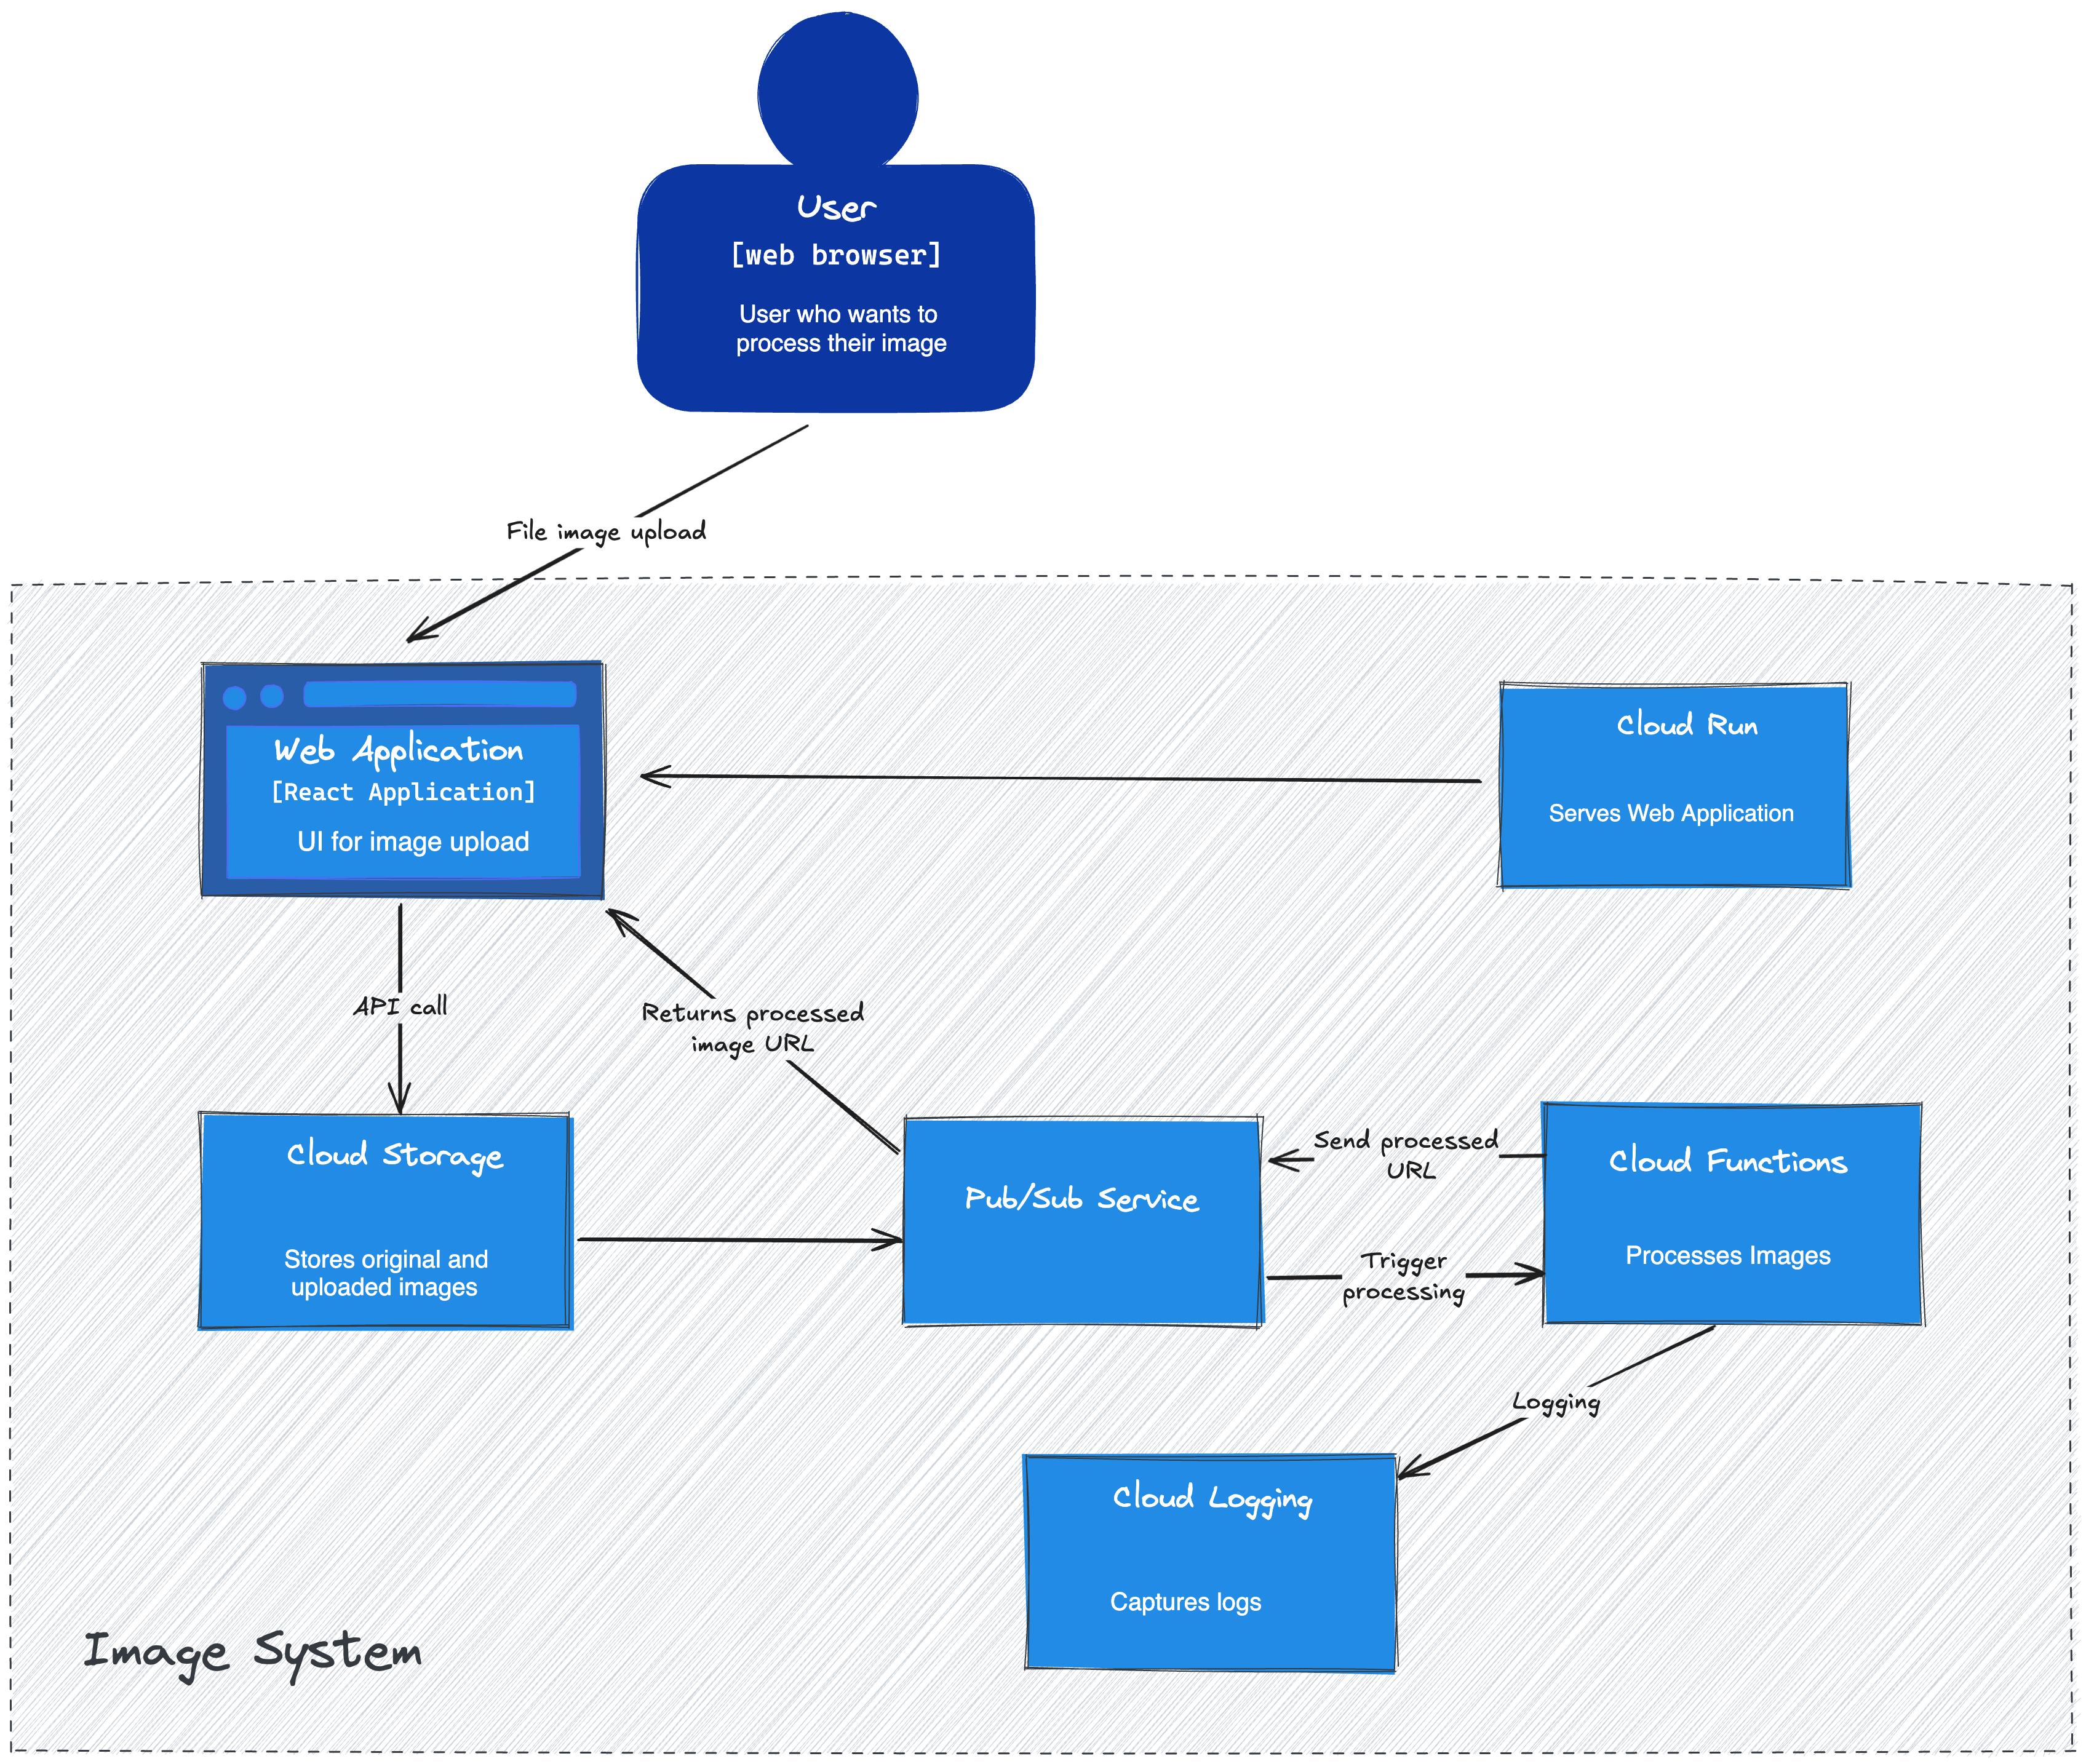 User
[web browser]
User who wants to
process their image
File image upload
Web Application
[React Application]
UI for image upload
Cloud Run
Serves Web Application
API call
Returns processed
image URL
Cloud Storage
Stores original and
uploaded images
Pub/Sub Service
Send processed
URL
Trigger
processing
Cloud Functions
Processes Images
Logging
Cloud Logging
Captures logs
Image System